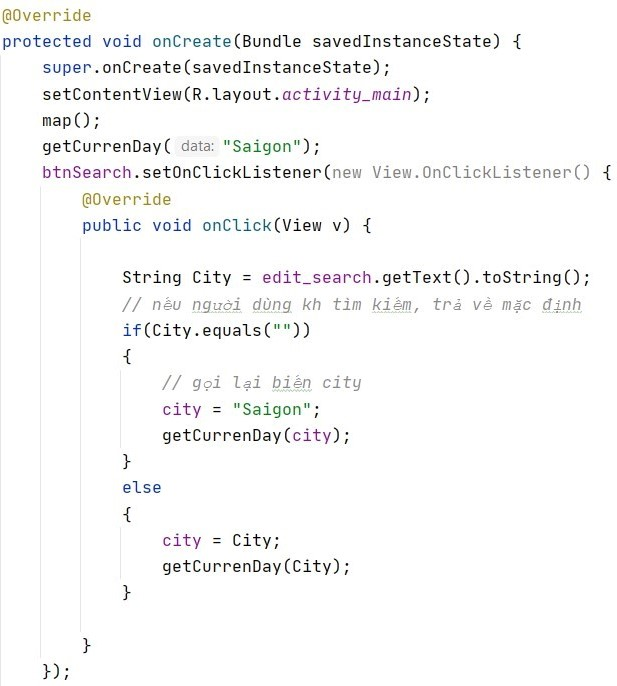 @Override
protected void onCreate(Bundle savedInstanceState) {
super.onCreate(savedInstanceState);
setContentView(R.layout.activity_main);
map();
getCurrenDay( data: "Saigon");
btnSearch.setOnClickListener(new View.OnClickListener() {
@Override
public void onClick(View v) {
String City = edit_search.getText().toString();
// nếu người dùng kh tìm kiếm, trả về mặc định
if(City.equals(""))
{
// gọi lại biến city
city = "Saigon";
getCurrenDay(city);
}
else
{
city = City;
getCurrenDay(City);
}
}
});